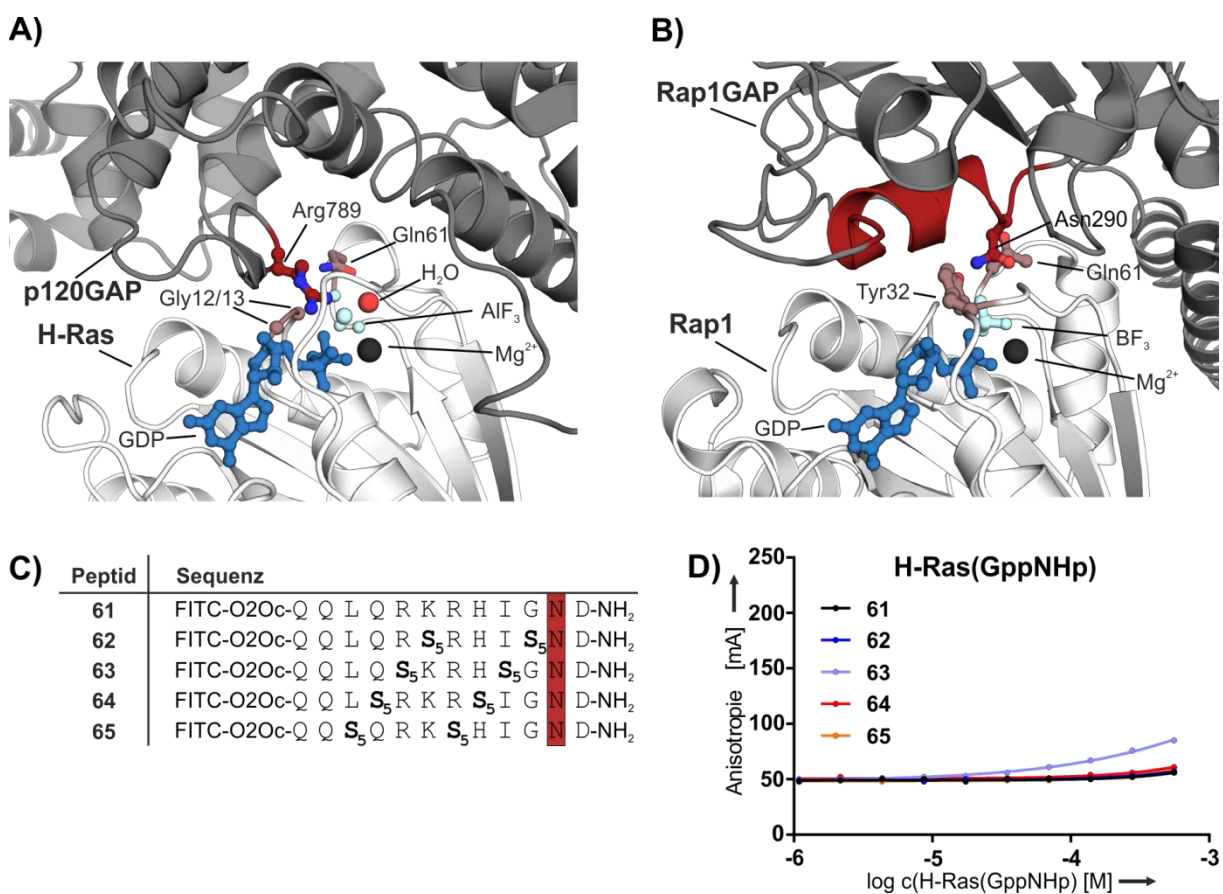 A)
Arg789
Gln61
p120GAP
H₂O
Gly12/13
H-Ras
AlF₃
Mg²⁺
GDP
B)
Rap1GAP
Asn290
Gln61
Tyr32
Rap1
BF₃
Mg²⁺
GDP
C)
Peptid Sequenz
61 FITC-O2Oc-Q Q L Q R K R H I G N D-NH₂
62 FITC-O2Oc-Q Q L Q R S₅ R H I G S₅ N D-NH₂
63 FITC-O2Oc-Q Q L Q S₅ K R H S₅ G N D-NH₂
64 FITC-O2Oc-Q Q L S₅ R K R S₅ I G N D-NH₂
65 FITC-O2Oc-Q Q S₅ Q R K S₅ H I G N D-NH₂
D)
H-Ras(GppNHp)
250
200
150
100
50
0
Anisotropie [mA]
61
62
63
64
65
-6 -5 -4 -3
log c(H-Ras(GppNHp) [M]